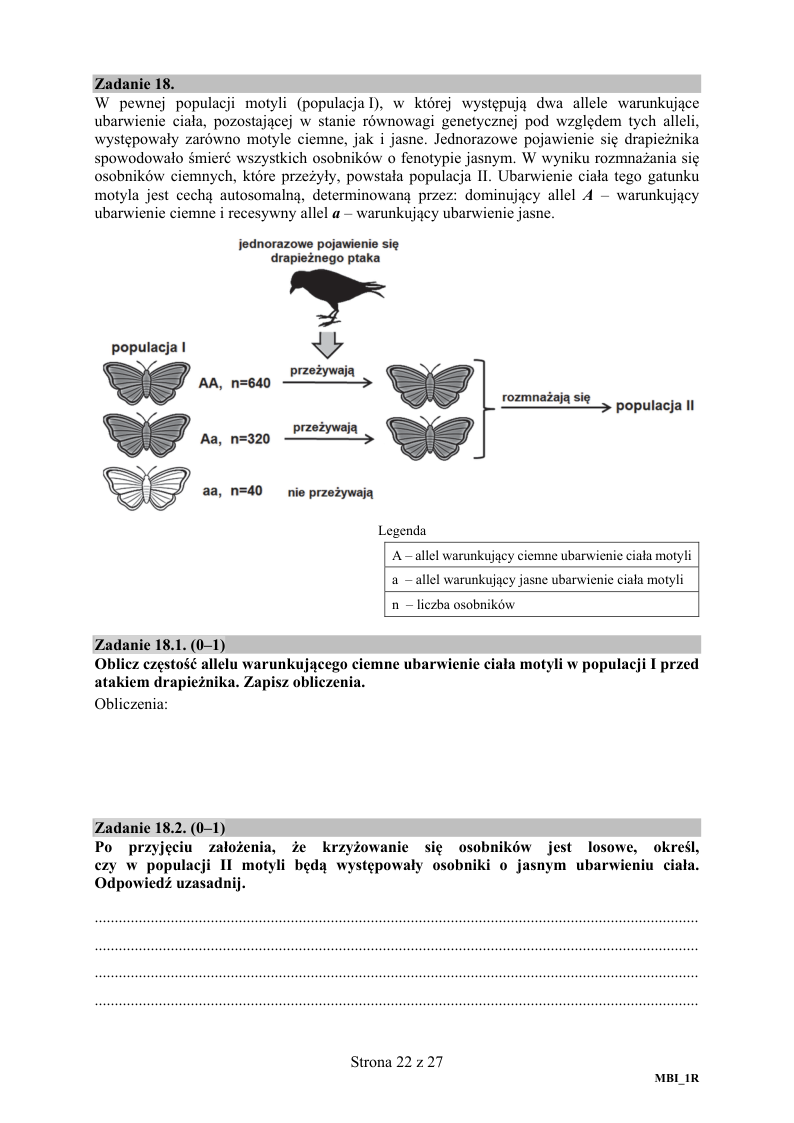 Zadanie 18.
W pewnej populacji motyli (populacja I), w której występują dwa allele warunkujące
ubarwienie ciała, pozostającej w stanie równowagi genetycznej pod względem tych alleli,
występowały zarówno motyle ciemne, jak i jasne. Jednorazowe pojawienie się drapieżnika
spowodowało śmierć wszystkich osobników o fenotypie jasnym. W wyniku rozmnażania się
osobników ciemnych, które przeżyły, powstała populacja II. Ubarwienie ciała tego gatunku
motyla jest cechą autosomalną, determinowaną przez: dominujący allel A – warunkujący
ubarwienie ciemne i recesywny allel a – warunkujący ubarwienie jasne.
jednorazowe pojawienie się
drapieżnego ptaka
populacja I
AA, n=640
przeżywają
rozmnażają się
populacja II
Aa, n=320
przeżywają
aa, n=40
nie przeżywają
Legenda
A – allel warunkujący ciemne ubarwienie ciała motyli
a – allel warunkujący jasne ubarwienie ciała motyli
n – liczba osobników
Zadanie 18.1. (0–1)
Oblicz częstość allelu warunkującego ciemne ubarwienie ciała motyli w populacji I przed
atakiem drapieżnika. Zapisz obliczenia.
Obliczenia:
Zadanie 18.2. (0–1)
Po przyjęciu założenia, że krzyżowanie się osobników jest losowe, określ,
czy w populacji II motyli będą występowały osobniki o jasnym ubarwieniu ciała.
Odpowiedź uzasadnij.
Strona 22 z 27
MBI_1R